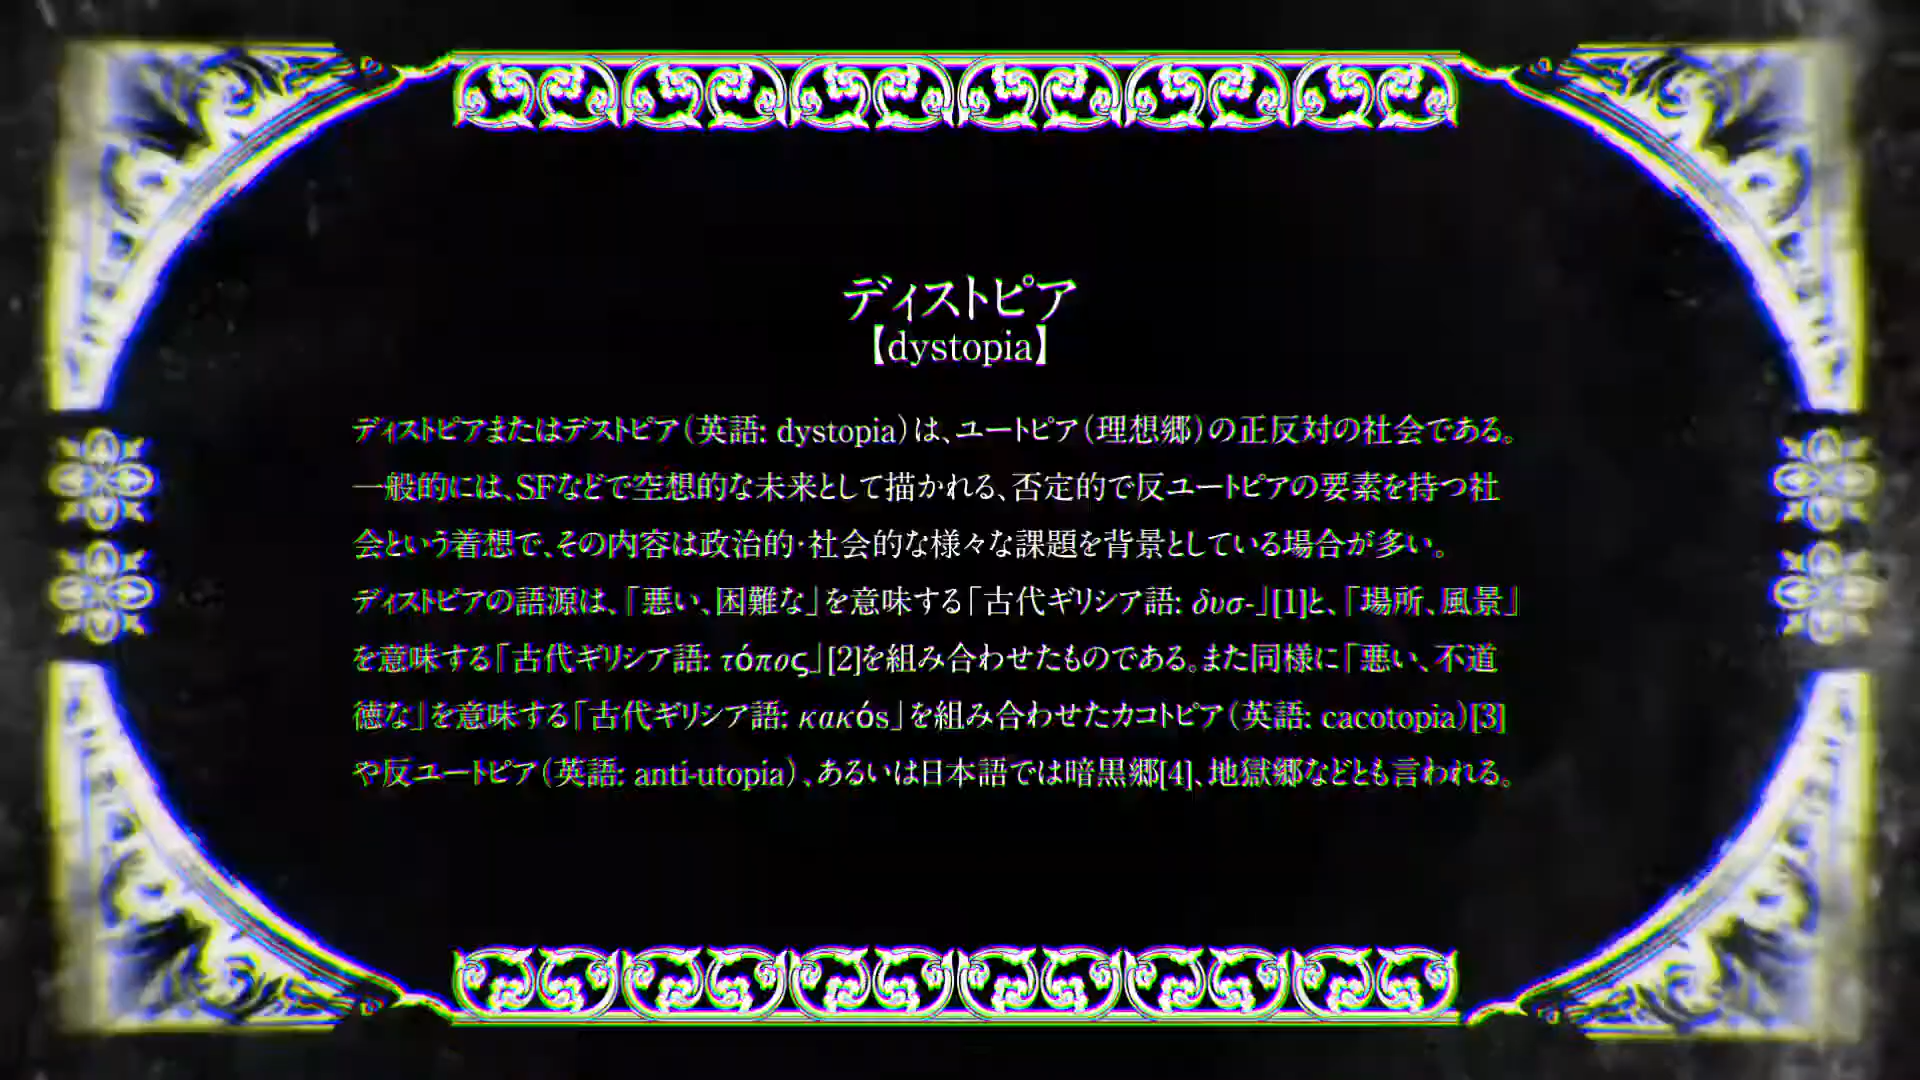 ディストピア
【dystopia】
ディストピアまたはデストピア（英語: dystopia）は、ユートピア（理想郷）の正反対の社会である。
一般的には、SFなどで空想的な未来として描かれる、否定的で反ユートピアの要素を持つ社
会という着想で、その内容は政治的・社会的な様々な課題を背景としている場合が多い。
ディストピアの語源は、「悪い、困難な」を意味する「古代ギリシア語: δυσ-」[1]と、「場所、風景」
を意味する「古代ギリシア語: τόπος」[2]を組み合わせたものである。また同様に「悪い、不道
徳な」を意味する「古代ギリシア語: κακόs」を組み合わせたカコトピア（英語: cacotopia）[3]
や反ユートピア（英語: anti-utopia）、あるいは日本語では暗黒郷[4]、地獄郷などとも言われる。